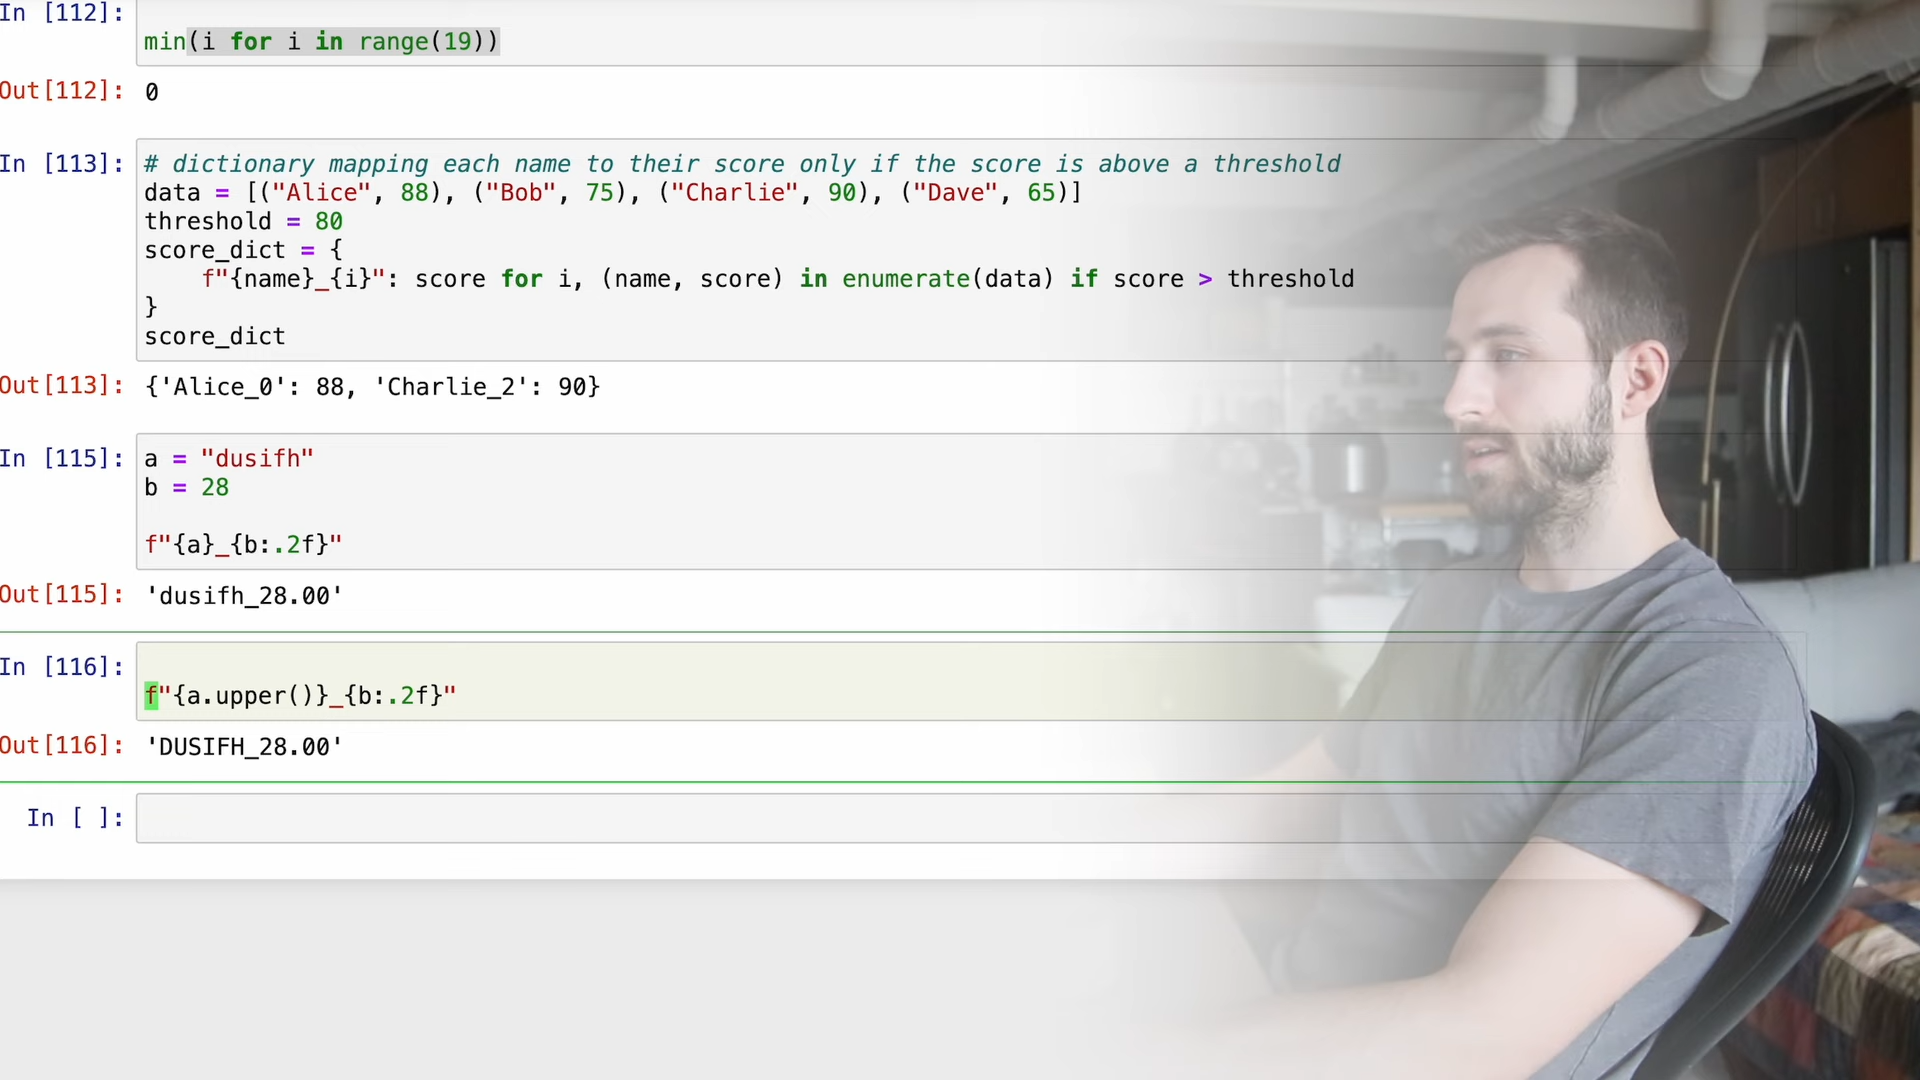 In [112]:
min(i for i in range(19))
Out[112]: 0
In [113]: # dictionary mapping each name to their score only if the score is above a threshold
data = [("Alice", 88), ("Bob", 75), ("Charlie", 90), ("Dave", 65)]
threshold = 80
score_dict = {
    f"{name}_{i}": score for i, (name, score) in enumerate(data) if score > threshold
}
score_dict
Out[113]: {'Alice_0': 88, 'Charlie_2': 90}
In [115]: a = "dusifh"
b = 28
f"{a}_{b:.2f}"
Out[115]: 'dusifh_28.00'
In [116]:
f"{a.upper()}_{b:.2f}"
Out[116]: 'DUSIFH_28.00'
In [ ]: